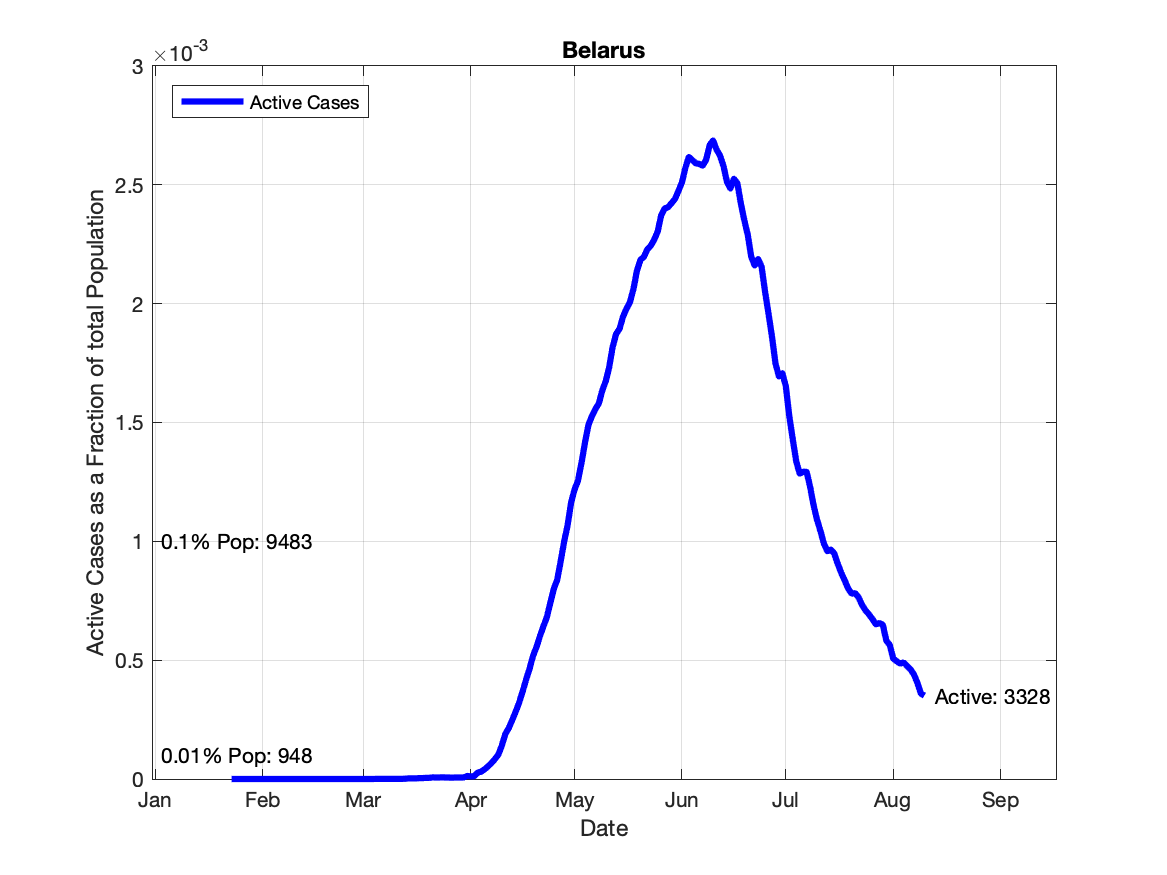 Belarus
×10-3
3
Active Cases
2.5
2
1.5
1
0.5
0
0.1% Pop: 9483
0.01% Pop: 948
Active: 3328
Active Cases as a Fraction of total Population
Jan Feb Mar Apr May Jun Jul Aug Sep
Date